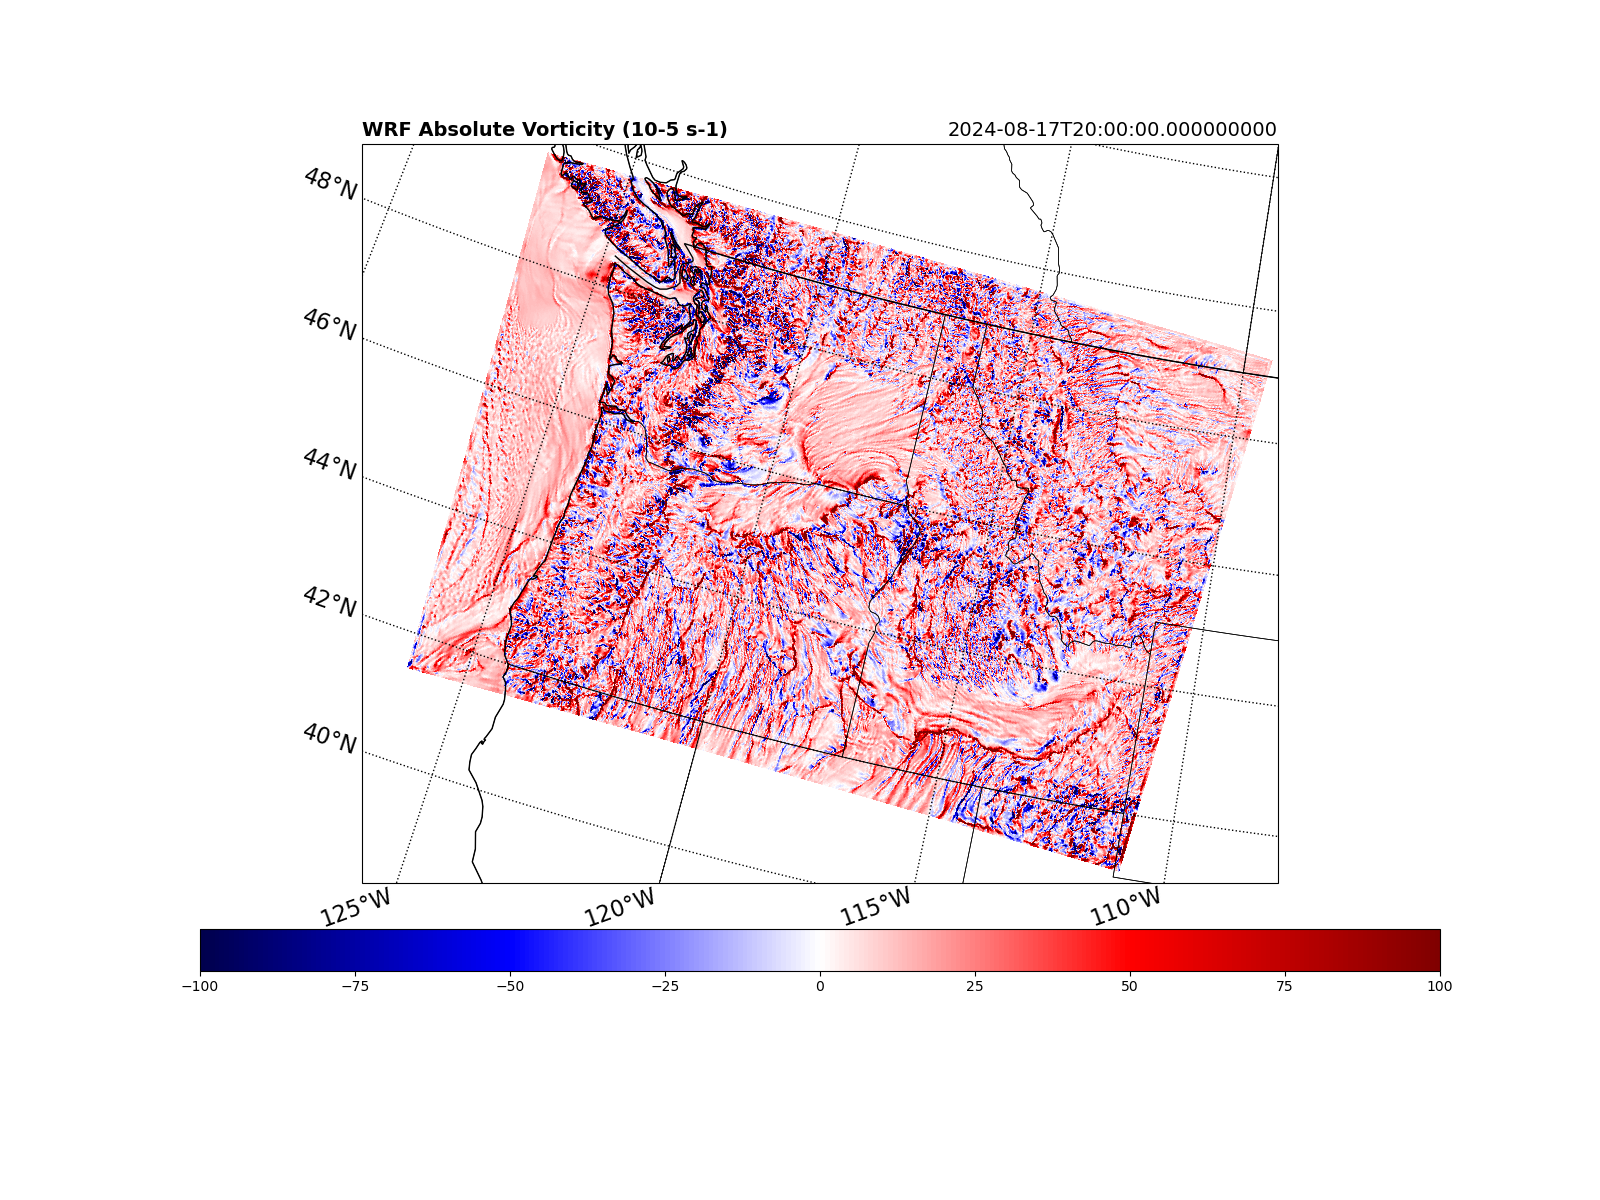 WRF Absolute Vorticity (10-5 s-1)
2024-08-17T20:00:00.000000000
48°N
46°N
44°N
42°N
40°N
125°W
120°W
115°W
110°W
−100
−75
−50
−25
0
25
50
75
100